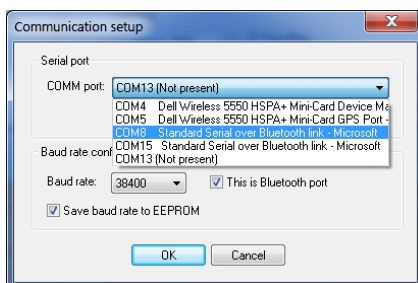 Communication setup
Serial port
COMM port: COM13 (Not present)
COM4 Dell Wireless 5550 HSPA+ Mini-Card Device Ma
COM5 Dell Wireless 5550 HSPA+ Mini-Card GPS Port -
COM8 Standard Serial over Bluetooth link - Microsoft
COM15 Standard Serial over Bluetooth link - Microsoft
COM13 (Not present)
Baud rate conf
Baud rate: 38400 This is Bluetooth port
Save baud rate to EEPROM
OK Cancel